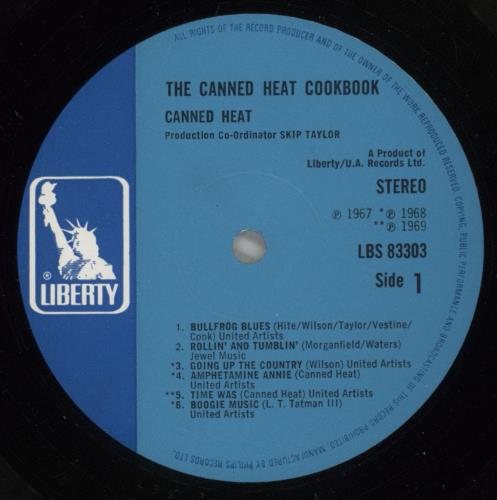 ALL RIGHTS OF THE RECORD PRODUCER AND OF THE OWNER OF THE WORK REPRODUCED RESERVED. COPYING, PUBLIC PERFORMANCE AND BROADCASTING OF THIS RECORD PROHIBITED. MANUFACTURED BY PHILIPS RECORDS LTD.
THE CANNED HEAT COOKBOOK
CANNED HEAT
Production Co-Ordinator SKIP TAYLOR
A Product of
Liberty/U.A. Records Ltd.
STEREO
℗ 1967 *℗ 1968
**℗ 1969
LBS 83303
Side 1
® LIBERTY
1. BULLFROG BLUES (Hite/Wilson/Taylor/Vestine/
Cook) United Artists
2. ROLLIN' AND TUMBLIN' (Morganfield/Waters)
Jewel Music
*3. GOING UP THE COUNTRY (Wilson) United Artists
*4. AMPHETAMINE ANNIE (Canned Heat)
United Artists
**5. TIME WAS (Canned Heat) United Artists
*6. BOOGIE MUSIC (L. T. Tatman III)
United Artists